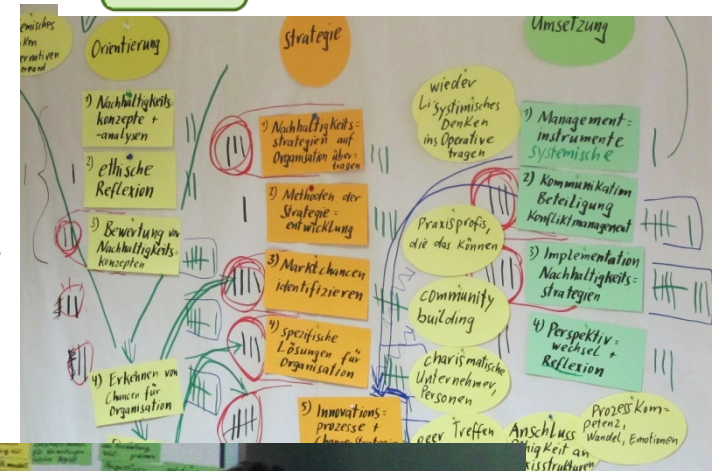 Orientierung
1) Nachhaltigkeits=
konzepte +
-analysen
2) ethische
Reflexion
3) Bewertung von
Nachhaltigkeits=
konzepten
4) Erkennen von
Chancen für
Organisation
Strategie
1) Nachhaltigkeits=
strategien auf
Organisation über=
tragen
2) Methoden der
Strategie=
entwicklung
3) Marktchancen
identifizieren
4) Spezifische
Lösungen für
Organisation
5) Innovations=
prozesse +
wieder
systimisches
Denken
ins Operative
tragen
Praxisprofis,
die das können
community
building
charismatische
Unternehmer,
Personen
peer Treffen
Umsetzung
1) Management=
instrumente
systemische
2) Kommunikation
Beteiligung
Konfliktmanagement
3) Implementation
Nachhaltigkeits=
strategien
4) Perspektiv=
wechsel +
Reflexion
Anschluss
Prozess Kom=
petenz,
Wandel, Emotionen